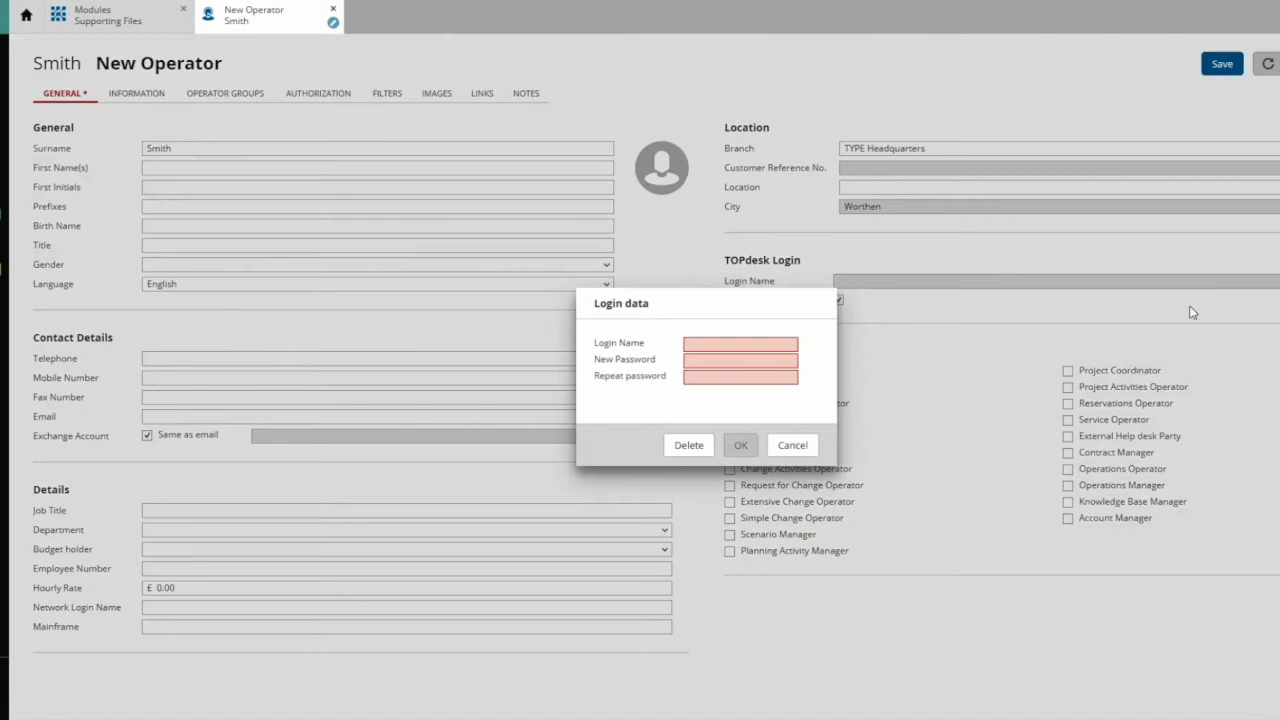 Modules
Supporting Files
New Operator
Smith
Smith New Operator
Save
GENERAL * INFORMATION OPERATOR GROUPS AUTHORIZATION FILTERS IMAGES LINKS NOTES
General
Surname Smith
First Name(s)
First Initials
Prefixes
Birth Name
Title
Gender
Language English
Contact Details
Telephone
Mobile Number
Fax Number
Email
Exchange Account Same as email
Details
Job Title
Department
Budget holder
Employee Number
Hourly Rate £ 0.00
Network Login Name
Mainframe
Location
Branch TYPE Headquarters
Customer Reference No.
Location
City Worthen
TOPdesk Login
Login Name
Login data
Login Name
New Password
Repeat password
Delete OK Cancel
Change Activities Operator
Request for Change Operator
Extensive Change Operator
Simple Change Operator
Scenario Manager
Planning Activity Manager
Project Coordinator
Project Activities Operator
Reservations Operator
Service Operator
External Help desk Party
Contract Manager
Operations Operator
Operations Manager
Knowledge Base Manager
Account Manager